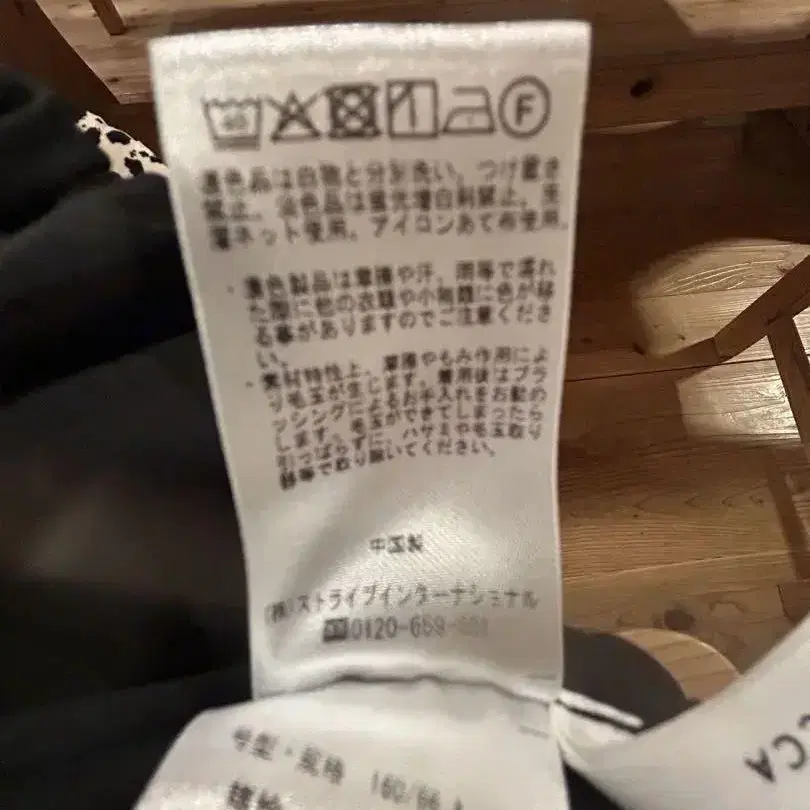 40
F
濃色品は白物と分別洗い。つけ置き
禁止。淡色品は蛍光増白剤禁止。洗
濯ネット使用。アイロンあて布使用。
・濃色製品は摩擦や汗、雨等で濡れ
た際に他の衣類や小物類に色が移
る事がありますのでご注意くださ
い。
・素材特性上、摩擦やもみ作用によ
り毛玉が生じます。着用後はブラ
ッシングによるお手入れをお勧め
します。毛玉ができてしまったら
引っぱらずに、ハサミや毛玉取り
器等で取り除いてください。
中国製
(株)ストライプインターナショナル
0120-659-
号型・规格 160/66A
CCA